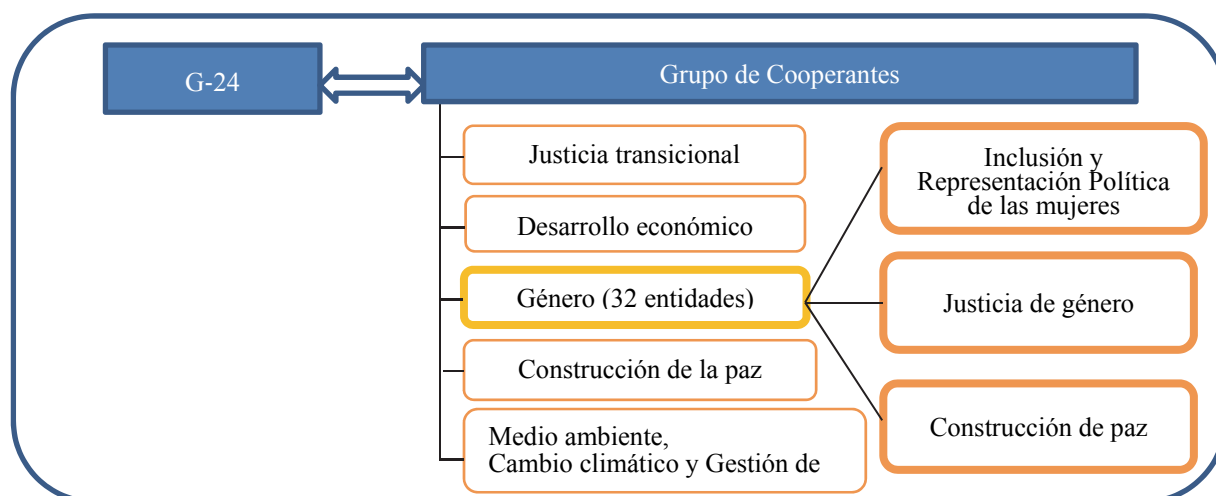 G-24
Grupo de Cooperantes
Justicia transicional
Desarrollo económico
Género (32 entidades)
Construcción de la paz
Medio ambiente,
Cambio climático y Gestión de
Inclusión y
Representación Política
de las mujeres
Justicia de género
Construcción de paz